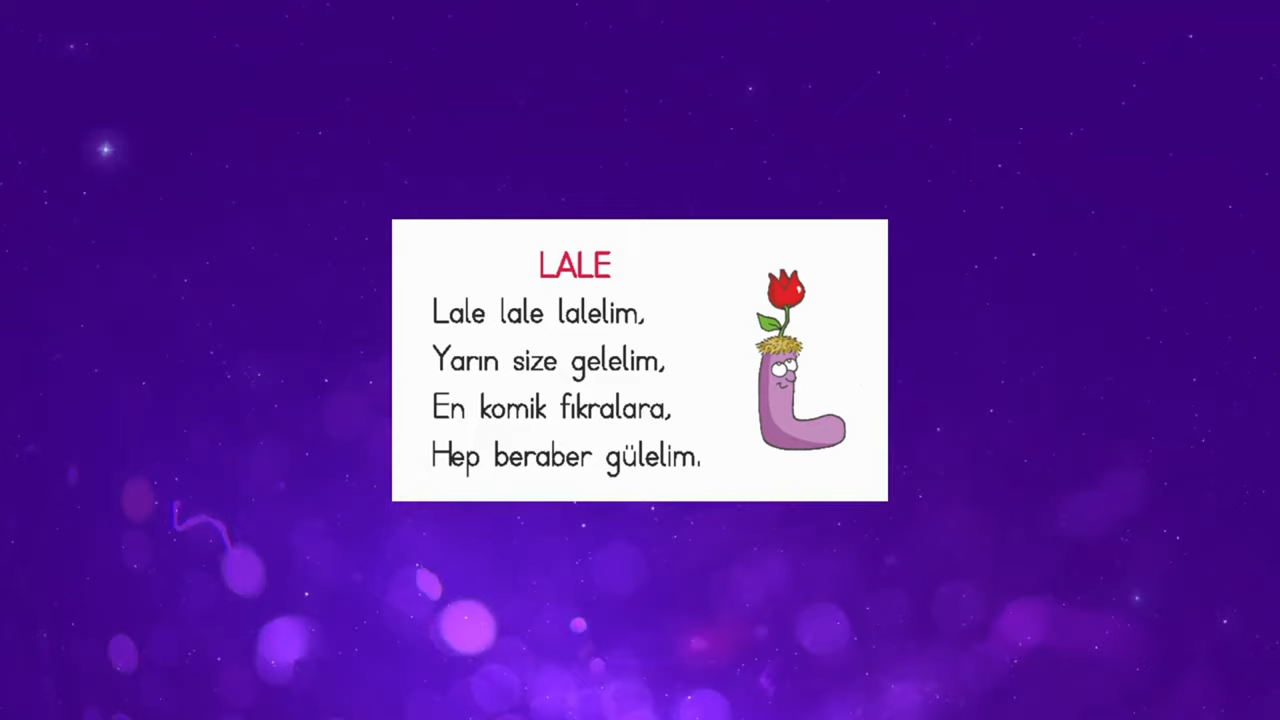 LALE
Lale lale lalelim,
Yarın size gelelim,
En komik fıkralara,
Hep beraber gülelim.